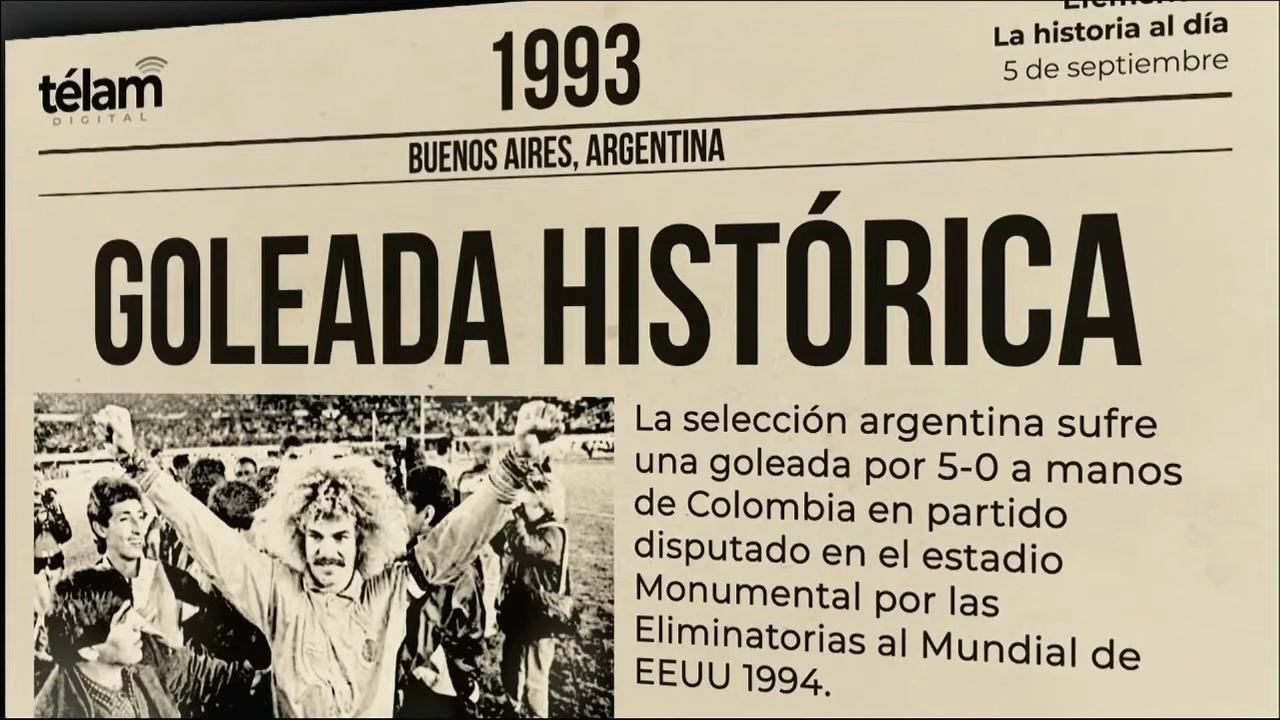 télam
DIGITAL
1993
La historia al día
5 de septiembre
BUENOS AIRES, ARGENTINA
GOLEADA HISTÓRICA
La selección argentina sufre
una goleada por 5-0 a manos
de Colombia en partido
disputado en el estadio
Monumental por las
Eliminatorias al Mundial de
EEUU 1994.